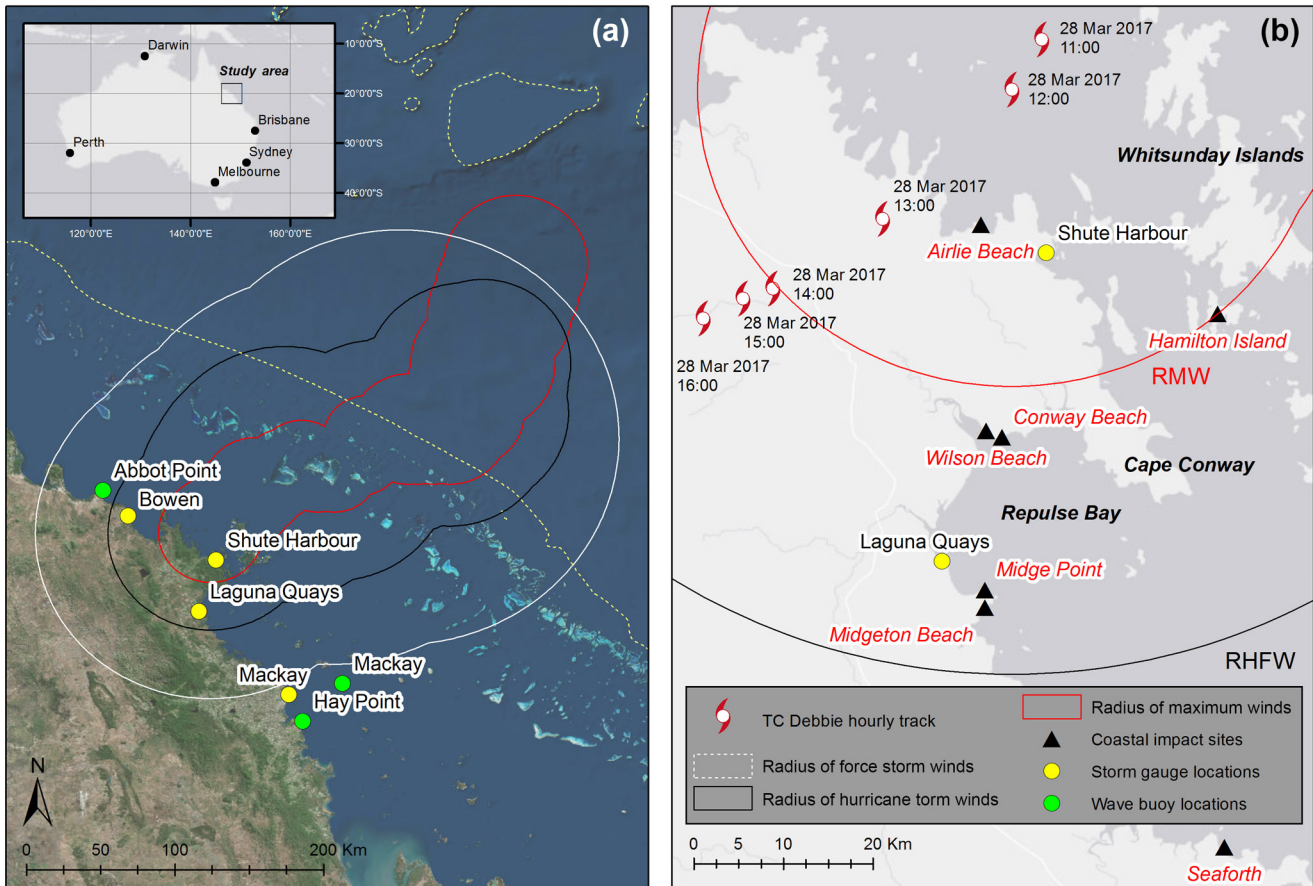 (a)
Darwin
Study area
Brisbane
Perth
Sydney
Melbourne
10°0'0"S
20°0'0"S
30°0'0"S
40°0'0"S
120°0'0"E
140°0'0"E
160°0'0"E
Abbot Point
Bowen
Shute Harbour
Laguna Quays
Mackay
Mackay
Hay Point
N
0 50 100 200 Km
(b)
28 Mar 2017
11:00
28 Mar 2017
12:00
Whitsunday Islands
28 Mar 2017
13:00
Shute Harbour
Airlie Beach
28 Mar 2017
14:00
28 Mar 2017
15:00
16:00
Hamilton Island
RMW
Conway Beach
Wilson Beach
Cape Conway
Repulse Bay
Laguna Quays
Midge Point
Midgeton Beach
RHFW
TC Debbie hourly track
Radius of force storm winds
Radius of hurricane torm winds
Radius of maximum winds
Coastal impact sites
Storm gauge locations
Wave buoy locations
0 5 10 20 Km
Seaforth